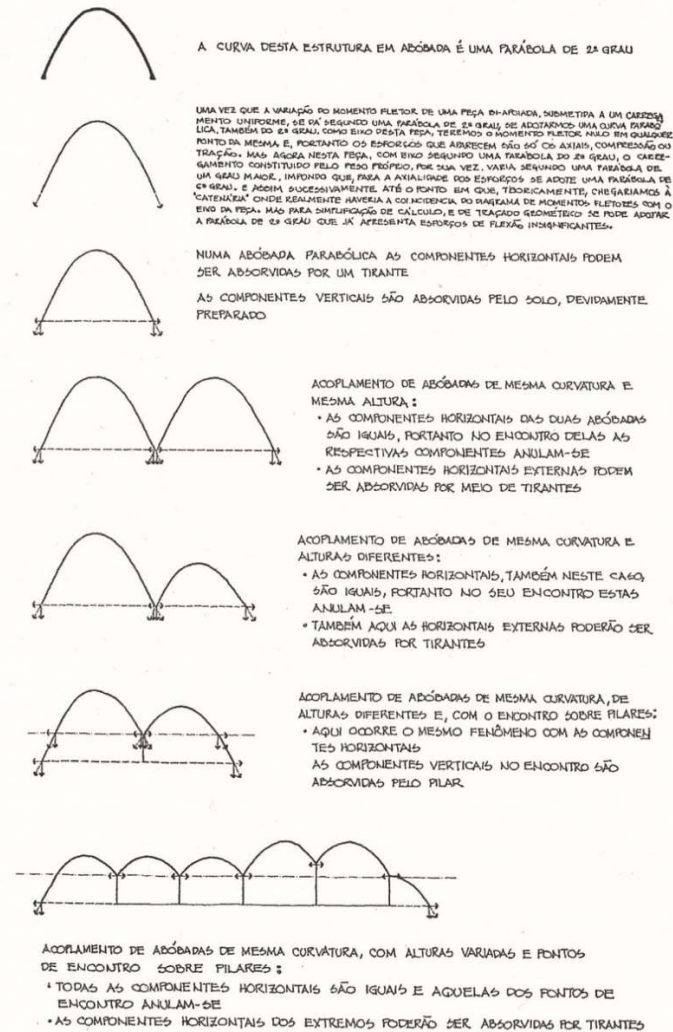 A CURVA DESTA ESTRUTURA EM ABÓBADA É UMA PARÁBOLA DE 2º GRAU
UMA VEZ QUE A VARIAÇÃO DO MOMENTO FLETOR DE UMA PEÇA BI-APOIADA, SUBMETIDA A UM CARREGA
MENTO UNIFORME, SE DÁ SEGUNDO UMA PARÁBOLA DE 2º GRAU, SE ADOTARMOS UMA CURVA PARABÓ
LICA, TAMBÉM DO 2º GRAU, COMO EIXO DESTA PEÇA, TEREMOS O MOMENTO FLETOR NULO EM QUALQUER
PONTO DA MESMA E, PORTANTO OS ESFORÇOS QUE APARECEM SÃO SÓ OS AXIAIS, COMPRESSÃO OU
TRAÇÃO. MAS AGORA NESTA PEÇA, COM EIXO SEGUNDO UMA PARÁBOLA DO 2º GRAU, O CARRE-
GAMENTO CONSTITUIDO PELO PESO PRÓPRIO, POR SUA VEZ, VARIA SEGUNDO UMA PARÁBOLA DE
UM GRAU MAIOR, IMPONDO QUE, PARA A AXIALIDADE DOS ESFORÇOS SE ADOTE UMA PARÁBOLA DE
GRAU. E ASSIM SUCESSIVAMENTE ATÉ O PONTO EM QUE, TEORICAMENTE, CHEGARIAMOS À
"CATENÁRIA" ONDE REALMENTE HAVERIA A COINCIDENCIA DO DIAGRAMA DE MOMENTOS FLETORES COM O
EIXO DA PEÇA. MAS PARA SIMPLIFICAÇÃO DE CÁLCULO, E DE TRAÇADO GEOMÉTRICO SE PODE ADOTAR
A PARÁBOLA DE 2º GRAU QUE JÁ APRESENTA ESFORÇOS DE FLEXÃO INSIGNIFICANTES.
NUMA ABÓBADA PARABÓLICA AS COMPONENTES HORIZONTAIS PODEM
SER ABSORVIDAS POR UM TIRANTE
AS COMPONENTES VERTICAIS SÃO ABSORVIDAS PELO SOLO, DEVIDAMENTE
PREPARADO
ACOPLAMENTO DE ABÓBADAS DE MESMA CURVATURA E
MESMA ALTURA:
• AS COMPONENTES HORIZONTAIS DAS DUAS ABÓBADAS
SÃO IGUAIS, PORTANTO NO ENCONTRO DELAS AS
RESPECTIVAS COMPONENTES ANULAM-SE
• AS COMPONENTES HORIZONTAIS EXTERNAS PODEM
SER ABSORVIDAS POR MEIO DE TIRANTES
ACOPLAMENTO DE ABÓBADAS DE MESMA CURVATURA E
ALTURAS DIFERENTES:
• AS COMPONENTES HORIZONTAIS, TAMBÉM NESTE CASO,
SÃO IGUAIS, PORTANTO NO SEU ENCONTRO ESTAS
ANULAM-SE
• TAMBÉM AQUI AS HORIZONTAIS EXTERNAS PODERÃO SER
ABSORVIDAS POR TIRANTES
ACOPLAMENTO DE ABÓBADAS DE MESMA CURVATURA, DE
ALTURAS DIFERENTES E, COM O ENCONTRO SOBRE PILARES:
• AQUI OCORRE O MESMO FENÔMENO COM AS COMPONEN
TES HORIZONTAIS
AS COMPONENTES VERTICAIS NO ENCONTRO SÃO
ABSORVIDAS PELO PILAR
ACOPLAMENTO DE ABÓBADAS DE MESMA CURVATURA, COM ALTURAS VARIADAS E PONTOS
DE ENCONTRO SOBRE PILARES:
• TODAS AS COMPONENTES HORIZONTAIS SÃO IGUAIS E AQUELAS DOS PONTOS DE
ENCONTRO ANULAM-SE
• AS COMPONENTES HORIZONTAIS DOS EXTREMOS PODERÃO SER ABSORVIDAS POR TIRANTES